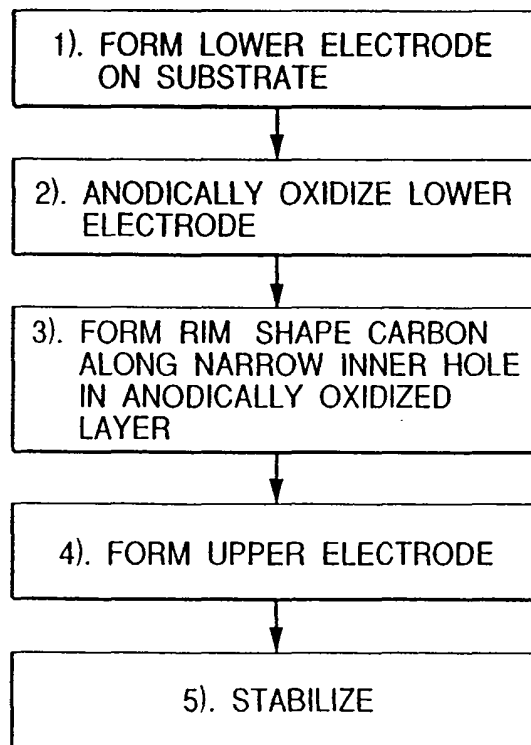 1). FORM LOWER ELECTRODE
ON SUBSTRATE
2). ANODICALLY OXIDIZE LOWER
ELECTRODE
3). FORM RIM SHAPE CARBON
ALONG NARROW INNER HOLE
IN ANODICALLY OXIDIZED
LAYER
4). FORM UPPER ELECTRODE
5). STABILIZE